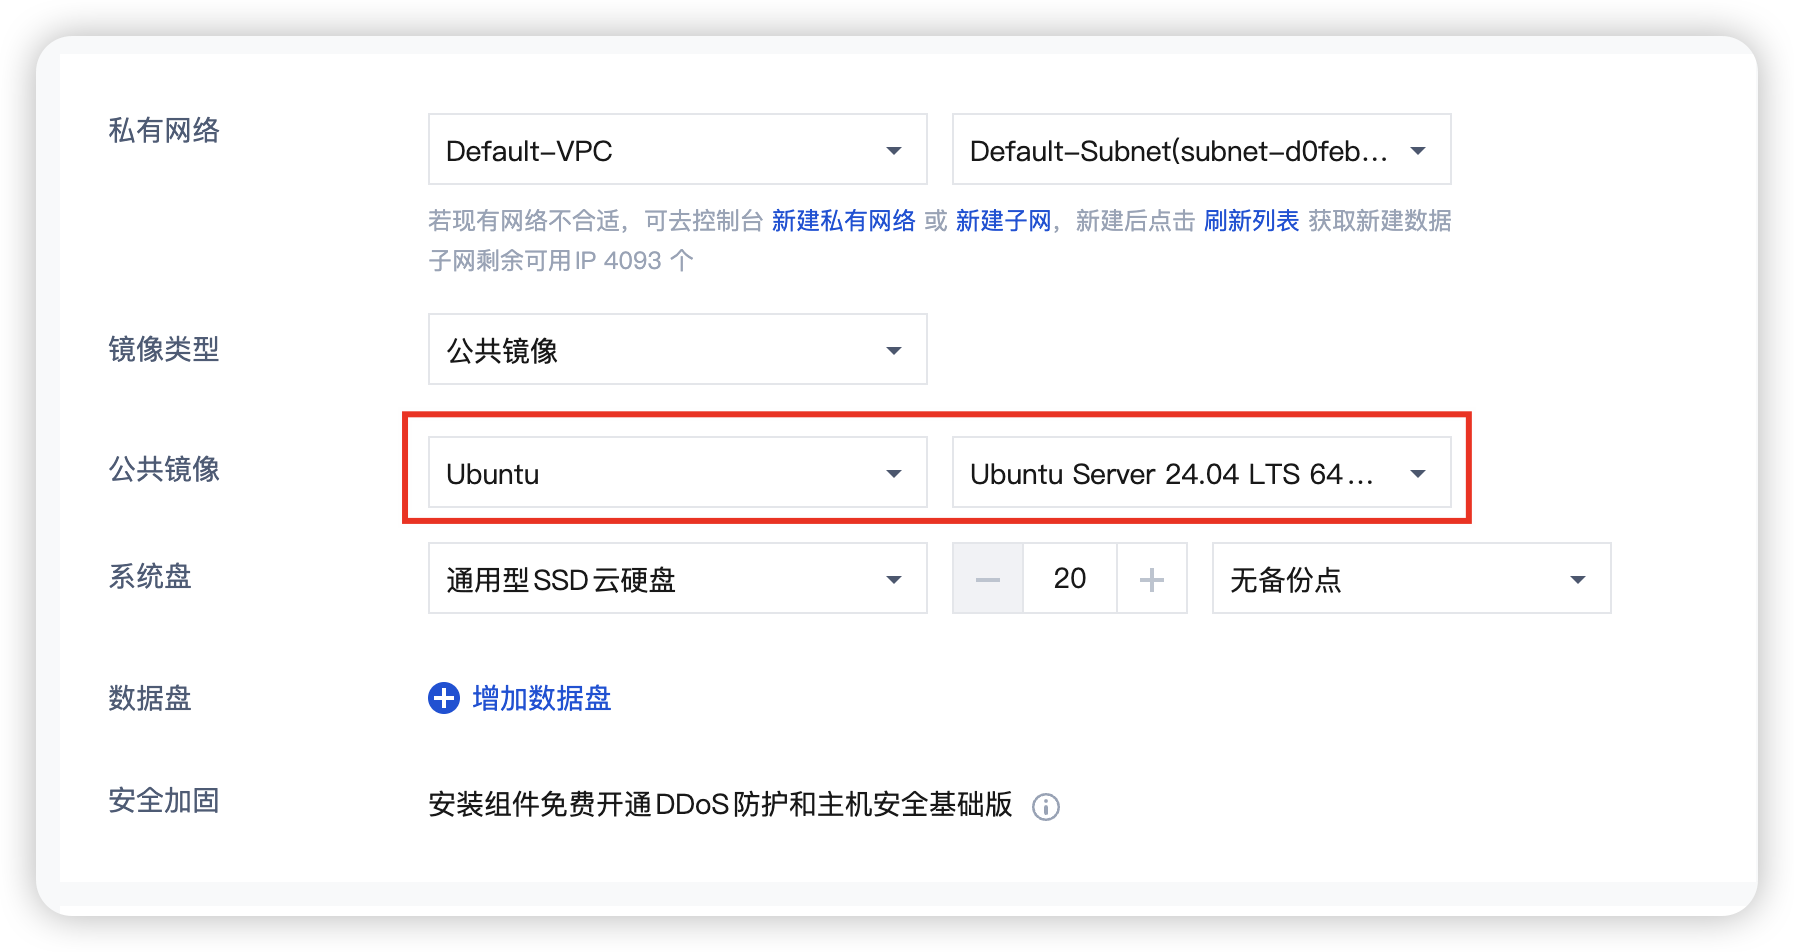 私有网络
Default-VPC
Default-Subnet(subnet-d0feb...
若现有网络不合适，可去控制台 新建私有网络 或 新建子网，新建后点击 刷新列表 获取新建数据
子网剩余可用IP 4093 个
镜像类型
公共镜像
公共镜像
Ubuntu
Ubuntu Server 24.04 LTS 64...
系统盘
通用型SSD云硬盘
20
无备份点
数据盘
增加数据盘
安全加固
安装组件免费开通DDoS防护和主机安全基础版